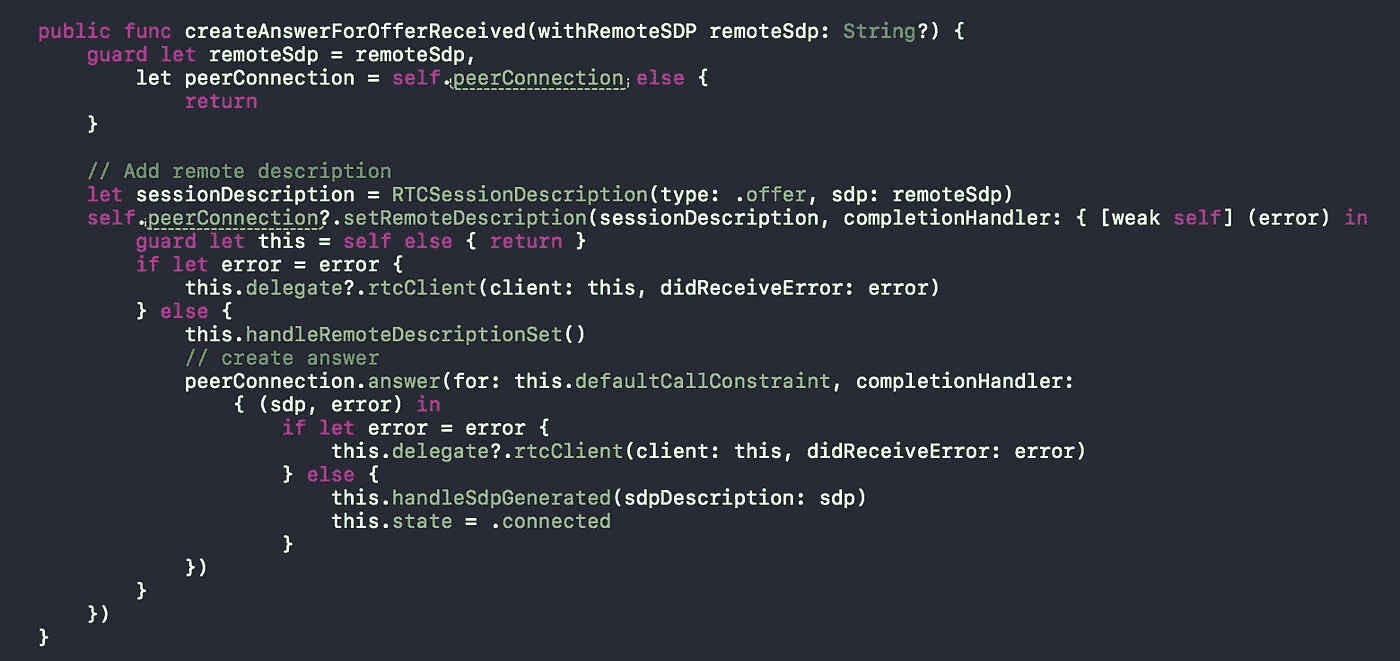 public func createAnswerForOfferReceived(withRemoteSDP remoteSdp: String?) {
    guard let remoteSdp = remoteSdp,
        let peerConnection = self.peerConnection else {
            return
    }

    // Add remote description
    let sessionDescription = RTCSessionDescription(type: .offer, sdp: remoteSdp)
    self.peerConnection?.setRemoteDescription(sessionDescription, completionHandler: { [weak self] (error) in
        guard let this = self else { return }
        if let error = error {
            this.delegate?.rtcClient(client: this, didReceiveError: error)
        } else {
            this.handleRemoteDescriptionSet()
            // create answer
            peerConnection.answer(for: this.defaultCallConstraint, completionHandler:
                { (sdp, error) in
                    if let error = error {
                        this.delegate?.rtcClient(client: this, didReceiveError: error)
                    } else {
                        this.handleSdpGenerated(sdpDescription: sdp)
                        this.state = .connected
                    }
            })
        }
    })
}